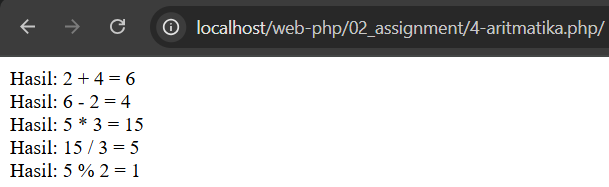 localhost/web-php/02_assignment/4-aritmatika.php/
Hasil: 2 + 4 = 6
Hasil: 6 - 2 = 4
Hasil: 5 * 3 = 15
Hasil: 15 / 3 = 5
Hasil: 5 % 2 = 1